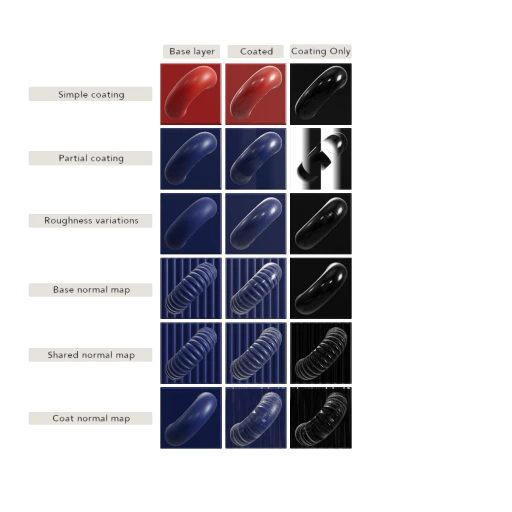 Base layer
Coated
Coating Only
Simple coating
Partial coating
Roughness variations
Base normal map
Shared normal map
Coat normal map